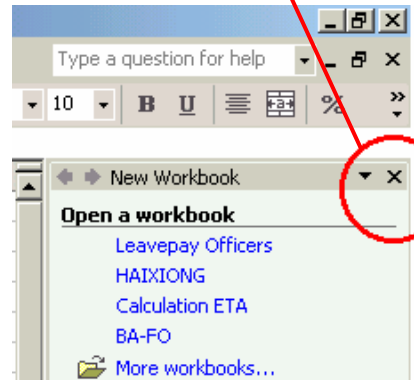 Type a question for help
10 B U %
New Workbook
Open a workbook
Leavepay Officers
HAIXIONG
Calculation ETA
BA-FO
More workbooks...